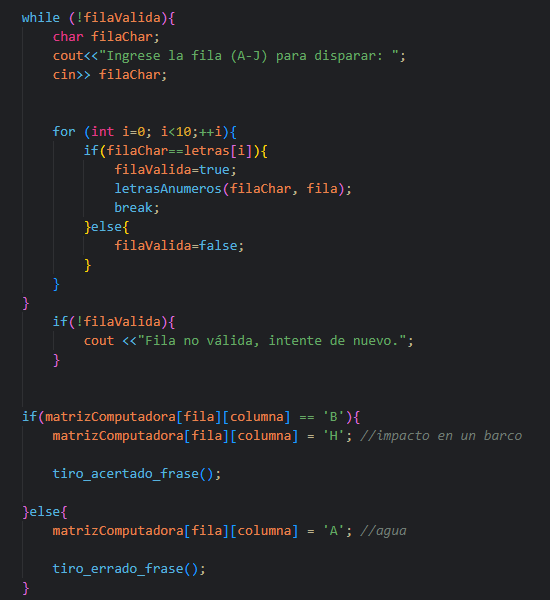 while (!filaValida){
    char filaChar;
    cout<<"Ingrese la fila (A-J) para disparar: ";
    cin>> filaChar;
    for (int i=0; i<10;++i){
        if(filaChar==letras[i]){
            filaValida=true;
            letrasAnumeros(filaChar, fila);
            break;
        }else{
            filaValida=false;
        }
    }
}
    if(!filaValida){
        cout <<"Fila no válida, intente de nuevo.";
    }
if(matrizComputadora[fila][columna] == 'B'){
    matrizComputadora[fila][columna] = 'H'; //impacto en un barco
    tiro_acertado_frase();
}else{
    matrizComputadora[fila][columna] = 'A'; //agua
    tiro_errado_frase();
}